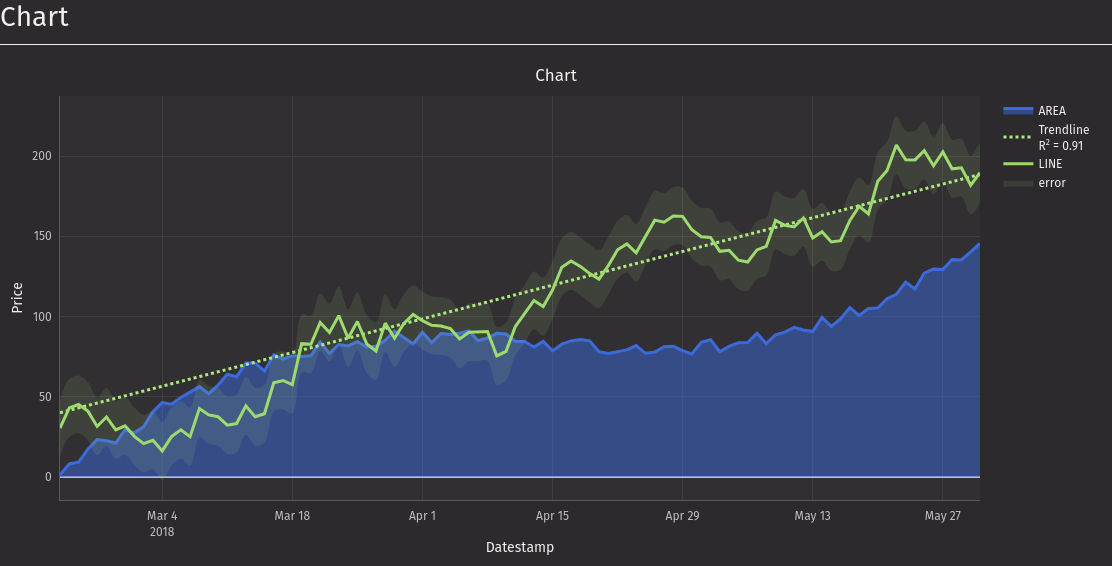 Chart
Chart
AREA
Trendline
R² = 0.91
LINE
error
Price
200
150
100
50
0
Mar 4
2018
Mar 18
Apr 1
Apr 15
Apr 29
May 13
May 27
Datestamp